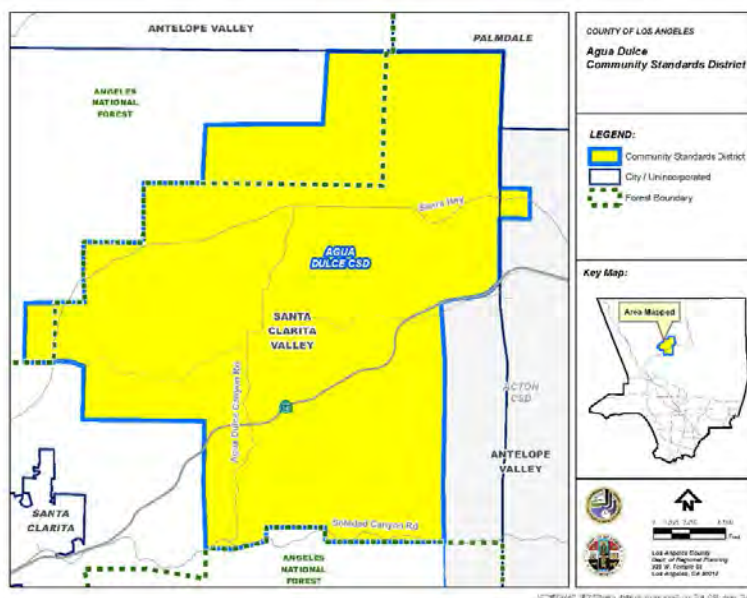 ANTELOPE VALLEY
PALMDALE
ANGELES
NATIONAL
FOREST
AGUA
DULCE CSD
SANTA
CLARITA
VALLEY
Agua Dulce Canyon Rd
ACTON
CSD
ANTELOPE
VALLEY
SANTA
CLARITA
Soledad Canyon Rd
ANGELES
NATIONAL
FOREST
COUNTY OF LOS ANGELES
Agua Dulce
Community Standards District
LEGEND:
Community Standards District
City / Unincorporated
Forest Boundary
Key Map:
Area Mapped
N
Feet
Los Angeles County
Dept. of Regional Planning
320 W. Temple St.
Los Angeles, CA 90012